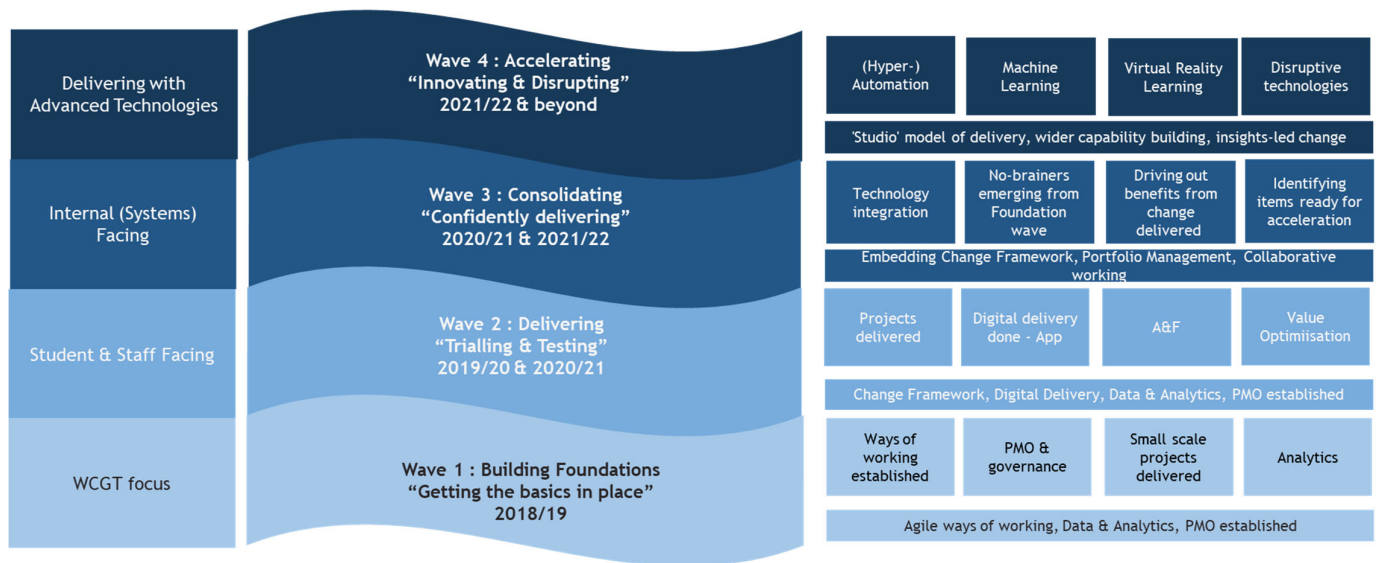 Delivering with
Advanced Technologies
Wave 4 : Accelerating
“Innovating & Disrupting”
2021/22 & beyond
(Hyper-)
Automation
Machine
Learning
Virtual Reality
Learning
Disruptive
technologies
'Studio' model of delivery, wider capability building, insights-led change
Internal (Systems)
Facing
Wave 3 : Consolidating
“Confidently delivering”
2020/21 & 2021/22
Technology
integration
No-brainers
emerging from
Foundation
wave
Driving out
benefits from
change
delivered
Identifying
items ready for
acceleration
Embedding Change Framework, Portfolio Management, Collaborative
working
Student & Staff Facing
Wave 2 : Delivering
“Trialling & Testing”
2019/20 & 2020/21
Projects
delivered
Digital delivery
done - App
A&F
Value
Optimiisation
Change Framework, Digital Delivery, Data & Analytics, PMO established
WCGT focus
Wave 1 : Building Foundations
“Getting the basics in place”
2018/19
Ways of
working
established
PMO &
governance
Small scale
projects
delivered
Analytics
Agile ways of working, Data & Analytics, PMO established